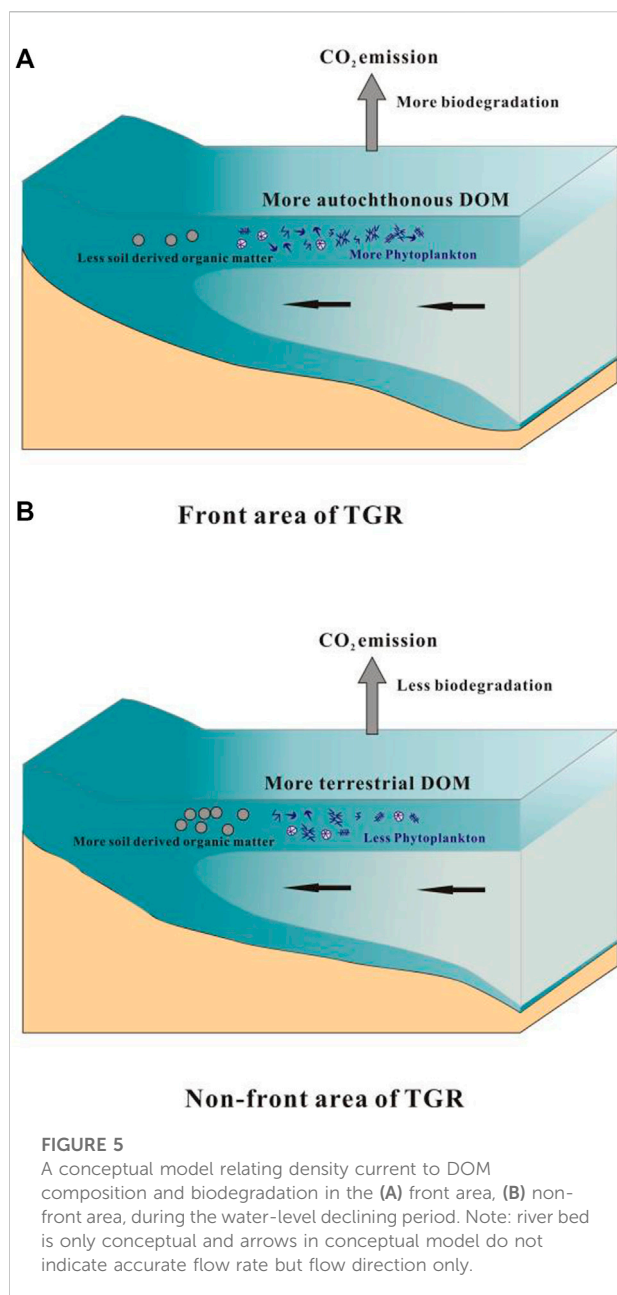 A
CO₂ emission
More biodegradation
More autochthonous DOM
Less soil derived organic matter
More Phytoplankton
Front area of TGR
B
CO₂ emission
Less biodegradation
More terrestrial DOM
More soil derived organic matter
Less Phytoplankton
Non-front area of TGR
FIGURE 5
A conceptual model relating density current to DOM
composition and biodegradation in the (A) front area, (B) non-
front area, during the water-level declining period. Note: river bed
is only conceptual and arrows in conceptual model do not
indicate accurate flow rate but flow direction only.